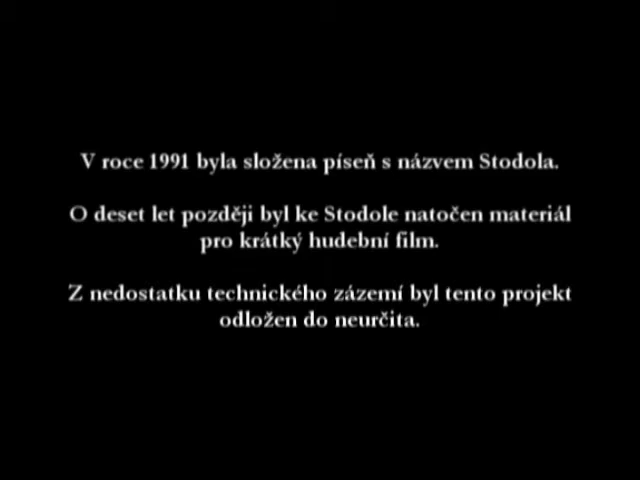 V roce 1991 byla složena píseň s názvem Stodola.
O deset let později byl ke Stodole natočen materiál
pro krátký hudební film.
Z nedostatku technického zázemí byl tento projekt
odložen do neurčita.